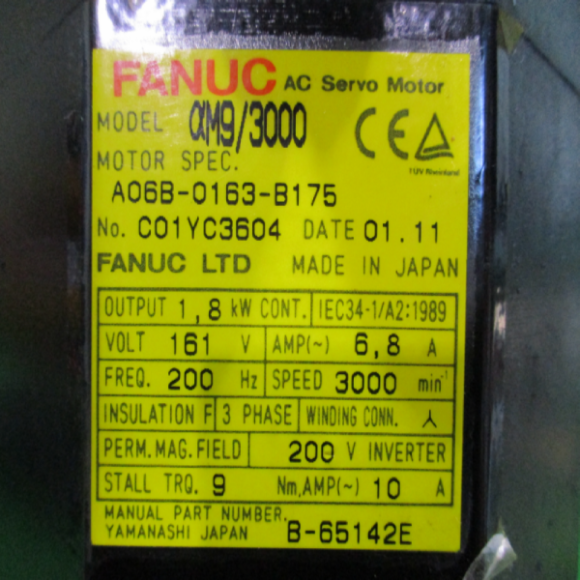 FANUC AC Servo Motor
MODEL αM9/3000
MOTOR SPEC.
A06B-0163-B175
No. C01YC3604 DATE 01.11
FANUC LTD MADE IN JAPAN
OUTPUT 1,8 kW CONT. IEC34-1/A2:1989
VOLT 161 V AMP(~) 6,8 A
FREQ. 200 Hz SPEED 3000 min⁻¹
INSULATION F 3 PHASE WINDING CONN. Y
PERM.MAG.FIELD 200 V INVERTER
STALL TRQ. 9 Nm,AMP(~) 10 A
MANUAL PART NUMBER.
YAMANASHI JAPAN B-65142E
CE
TÜV Rheinland